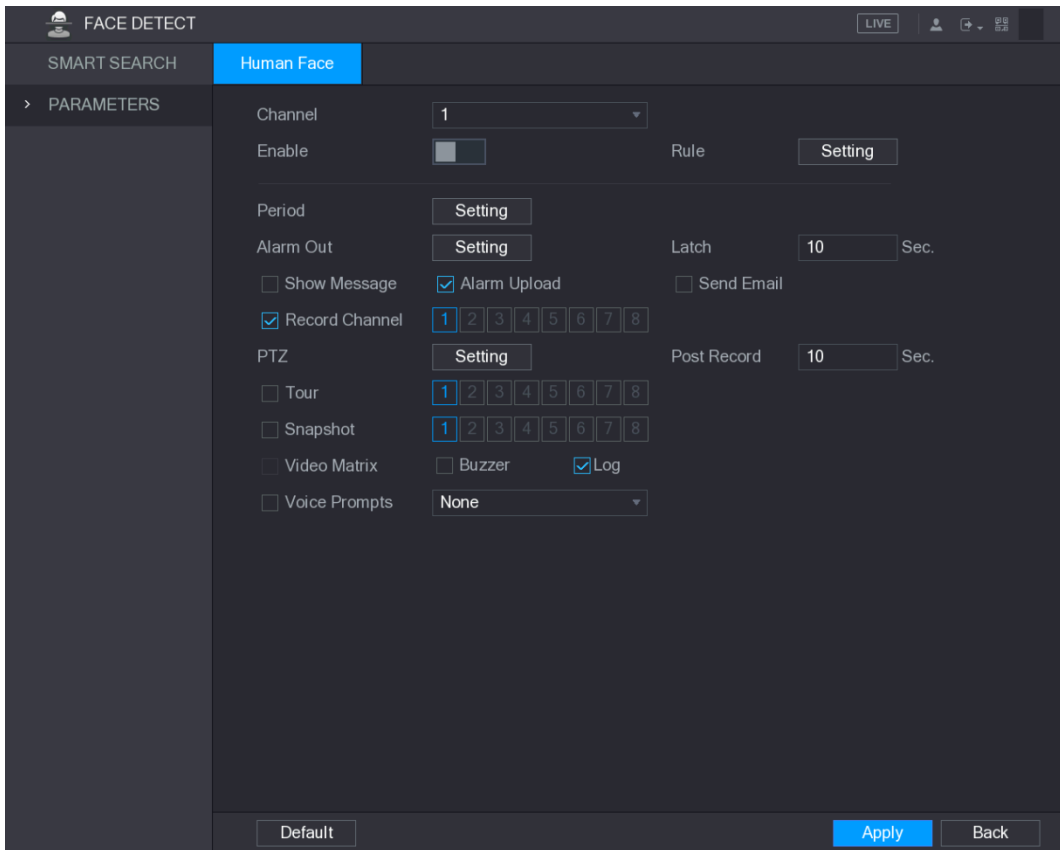 FACE DETECT LIVE
SMART SEARCH Human Face
PARAMETERS
Channel 1
Enable Rule Setting
Period Setting
Alarm Out Setting Latch 10 Sec.
Show Message Alarm Upload Send Email
Record Channel 1 2 3 4 5 6 7 8
PTZ Setting Post Record 10 Sec.
Tour 1 2 3 4 5 6 7 8
Snapshot 1 2 3 4 5 6 7 8
Video Matrix Buzzer Log
Voice Prompts None
Default Apply Back